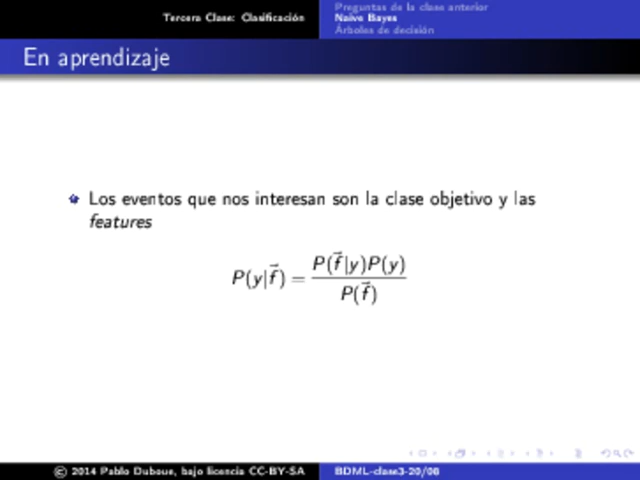 Tercera Clase: Clasificación
Preguntas de la clase anterior
Naive Bayes
Árboles de decisión
En aprendizaje
Los eventos que nos interesan son la clase objetivo y las
features
P(y|f⃗) = P(f⃗|y)P(y) / P(f⃗)
© 2014 Pablo Duboue, bajo licencia CC-BY-SA
BDML-clase3-20/08